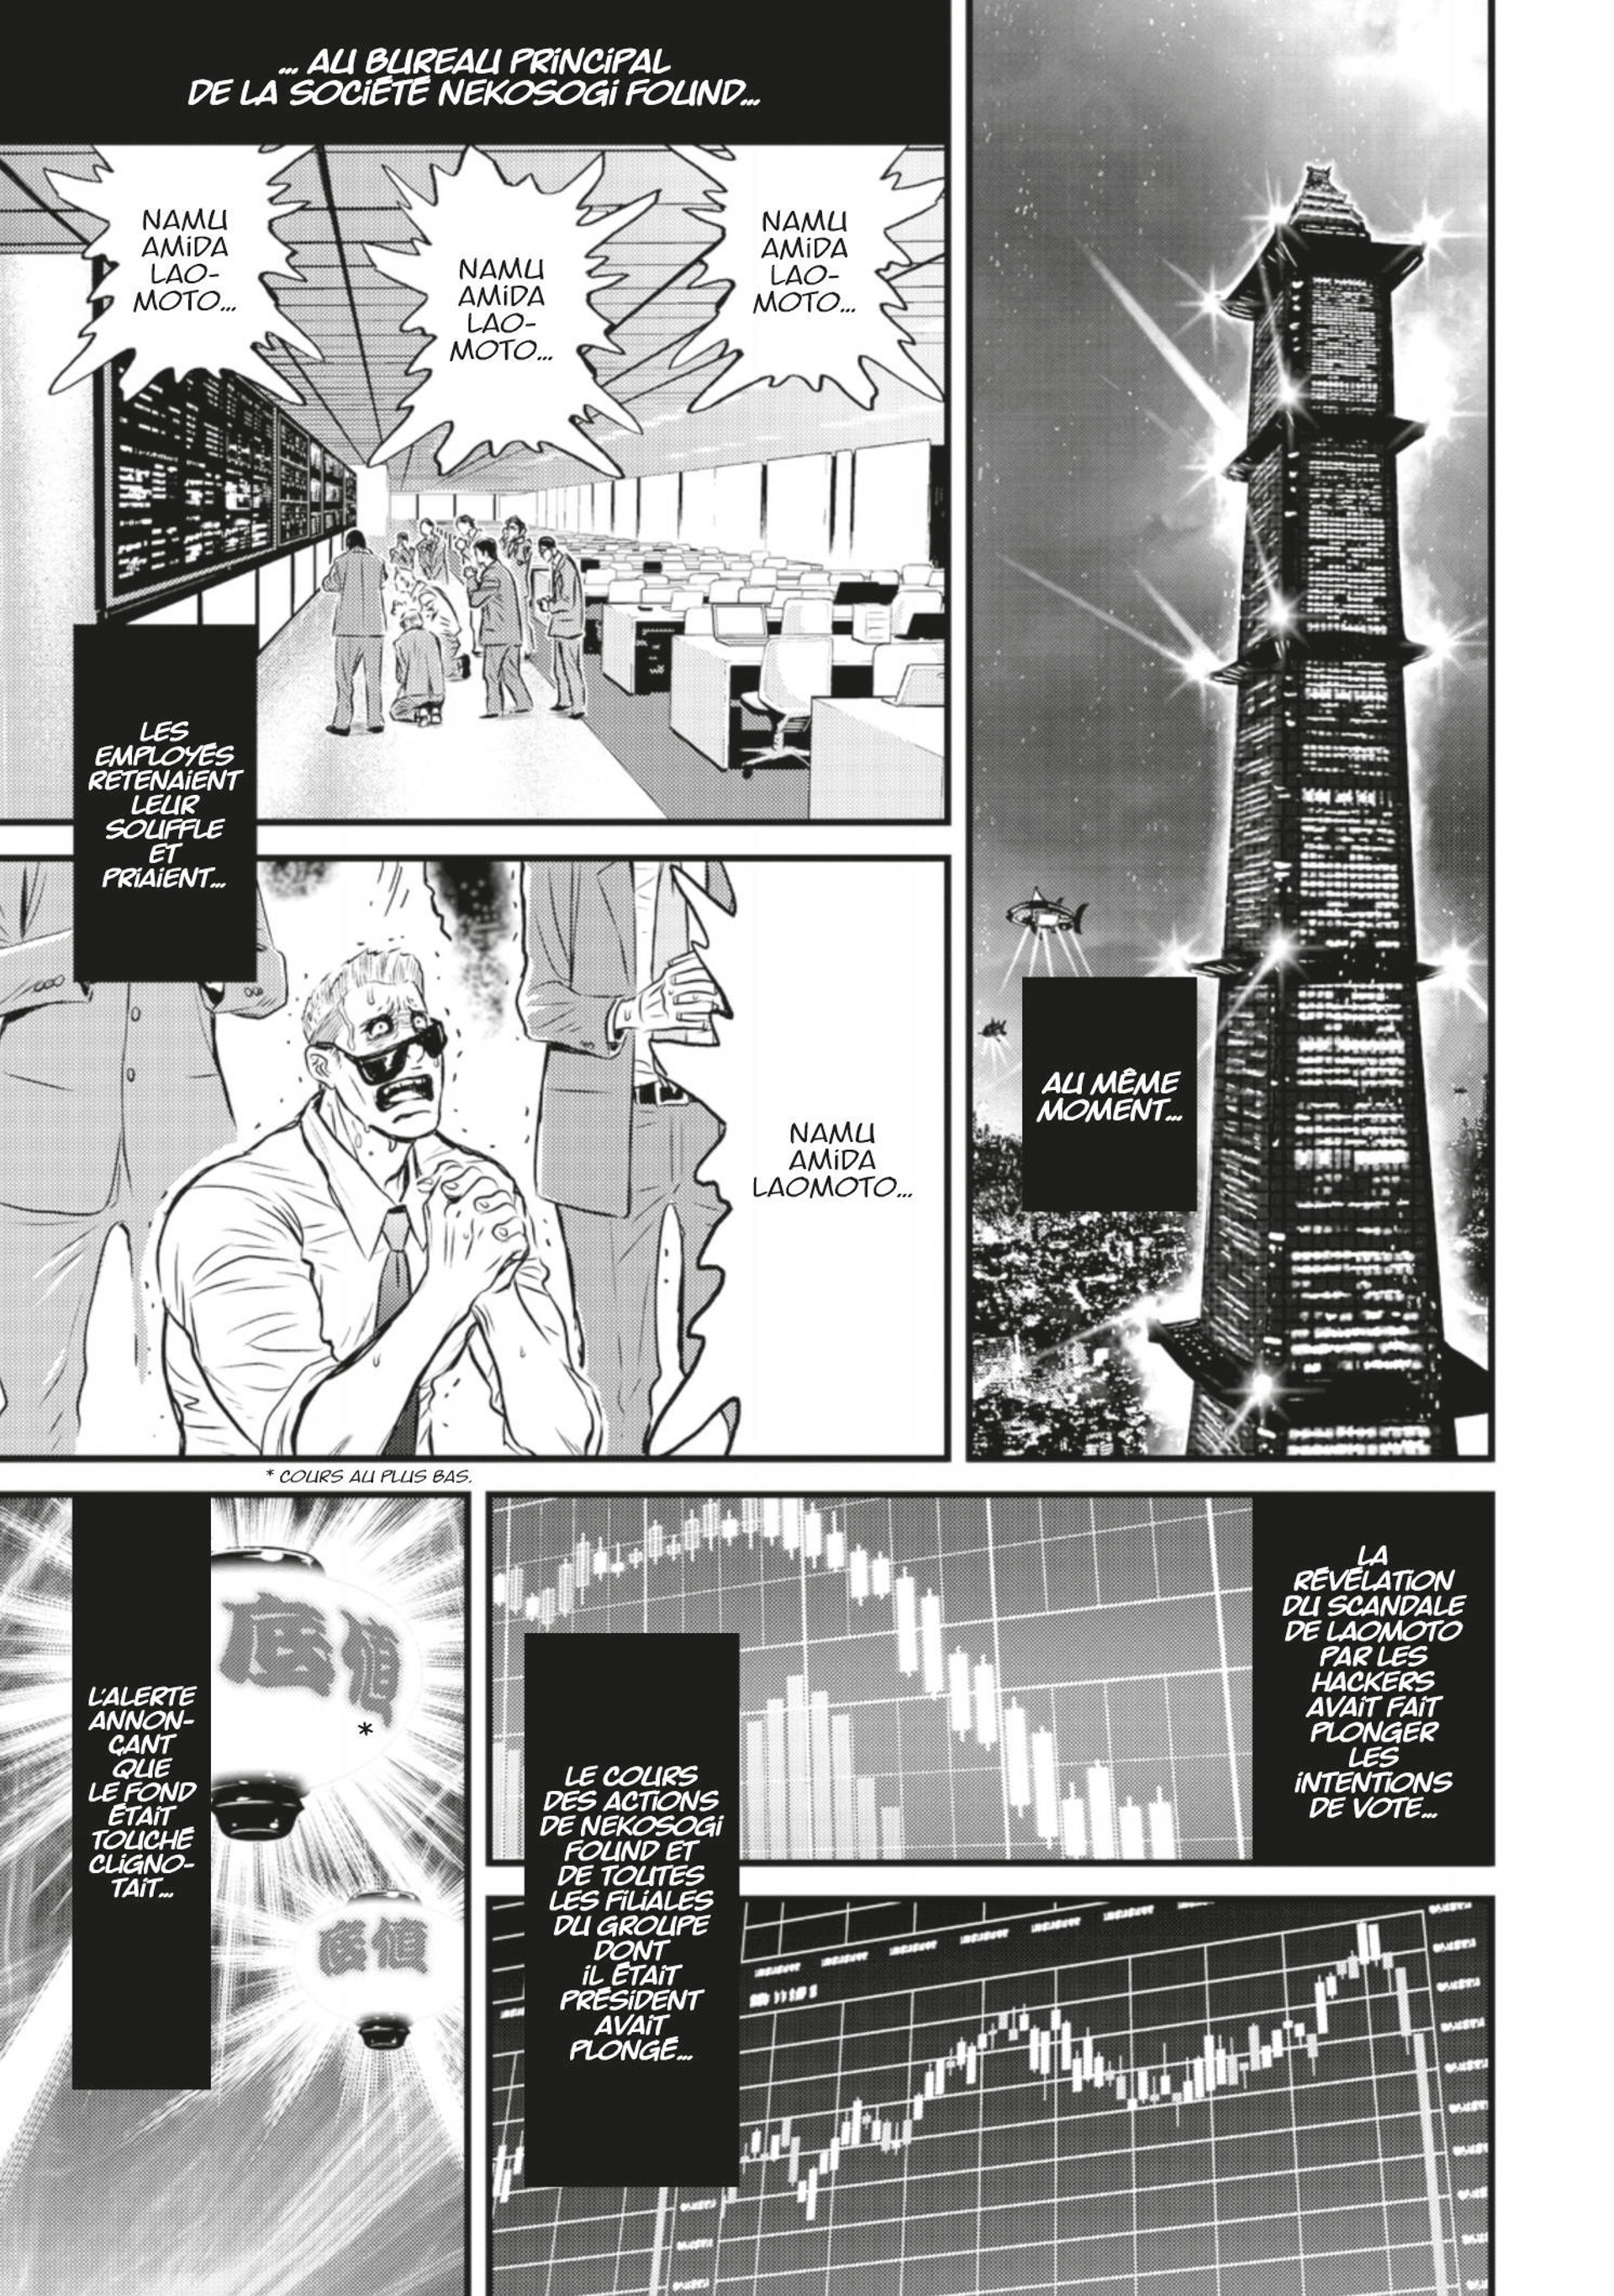 AU MÊME
MOMENT...
... AU BUREAU PRINCIPAL
DE LA SOCIÉTÉ NEKOSOGI FOUND...
NAMU
AMIDA
LAO-
MOTO...
NAMU
AMIDA
LAO-
MOTO...
NAMU
AMIDA
LAO-
MOTO...
LES
EMPLOYÉS
RETENAIENT
LEUR
SOUFFLE
ET
PRIAIENT...
NAMU
AMIDA
LAOMOTO...
LA
RÉVÉLATION
DU SCANDALE
DE LAOMOTO
PAR LES
HACKERS
AVAIT FAIT
PLONGER
LES
INTENTIONS
DE VOTE...
LE COURS
DES ACTIONS
DE NEKOSOGI
FOUND ET
DE TOUTES
LES FILIALES
DU GROUPE
DONT
IL ÉTAIT
PRÉSIDENT
AVAIT
PLONGÉ...
* COURS AU PLUS BAS.
底値
*
底値
L'ALERTE
ANNON-
ÇANT
QUE
LE FOND
ÉTAIT
TOUCHÉ
CLIGNO-
TAIT...